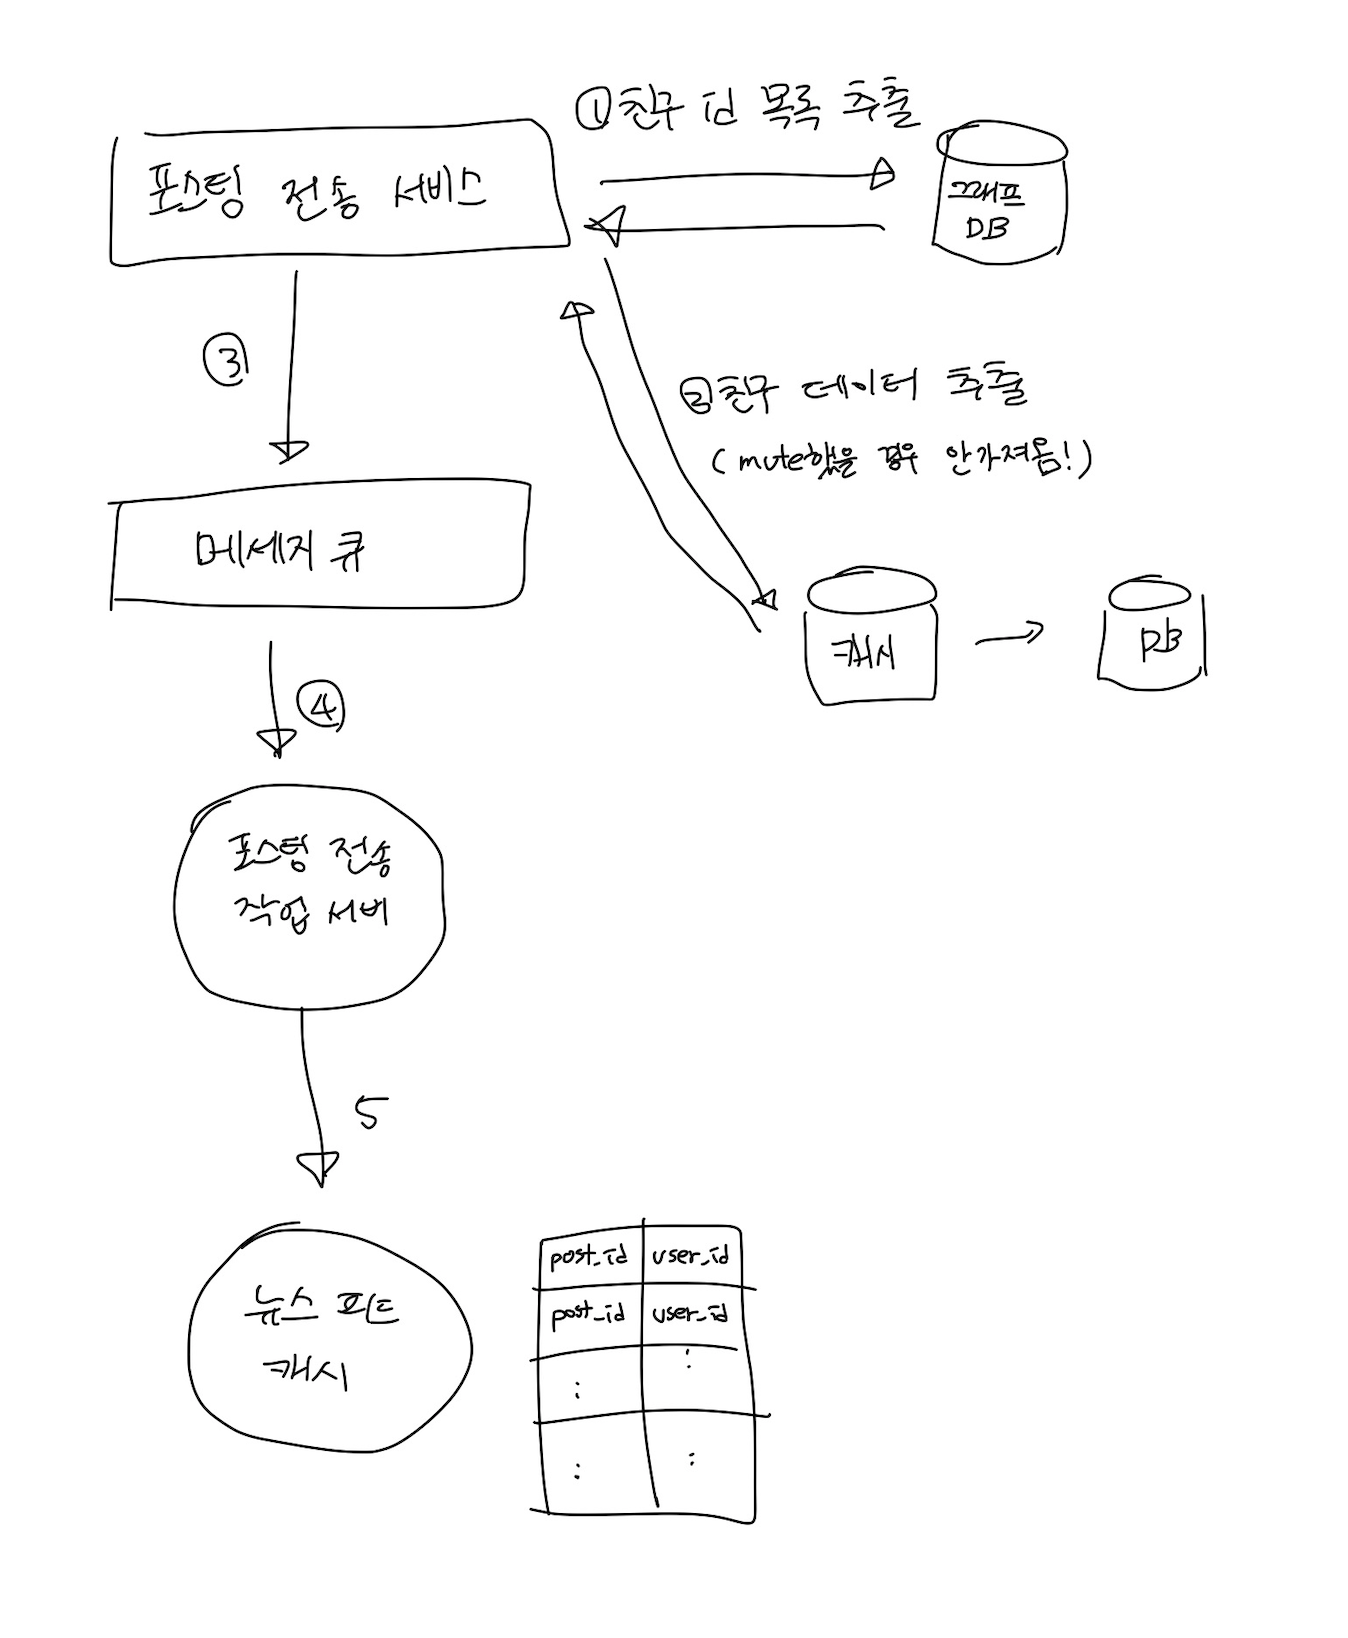 ① 친구 id 목록 추출
포스팅 전송 서비스
그래프
DB
③
② 친구 데이터 추출
(mute했을 경우 안가져옴!)
메세지 큐
캐시
DB
④
포스팅 전송
작업 서버
5
뉴스 피드
캐시
post_id user_id
post_id user_id
: :
: :